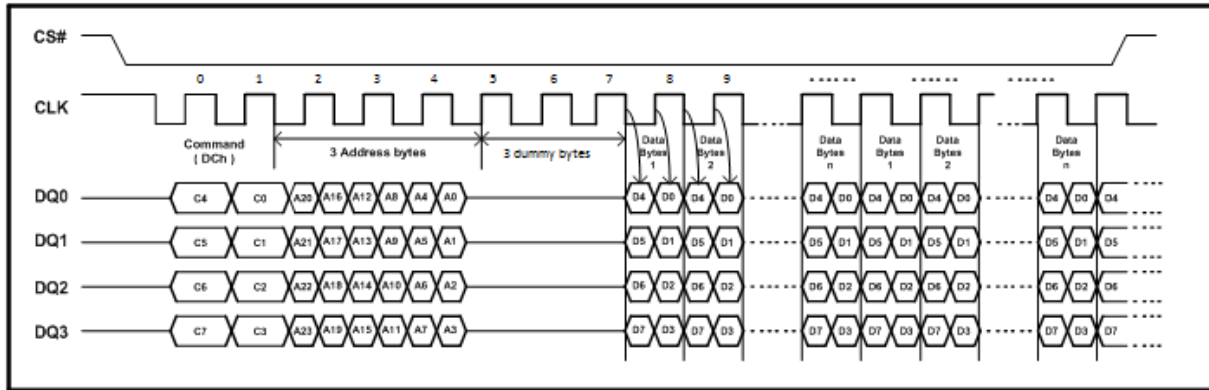 CS#
0 1 2 3 4 5 6 7 8 9
CLK
Command
( DCh )
3 Address bytes
3 dummy bytes
Data
Bytes
1
Data
Bytes
2
Data
Bytes
n
Data
Bytes
1
Data
Bytes
2
Data
Bytes
n
DQ0 C4 C0 A20 A16 A12 A8 A4 A0 D4 D0 D4 D0 D4 D0 D4 D0 D4 D0 D4 D0 D4
DQ1 C5 C1 A21 A17 A13 A9 A5 A1 D5 D1 D5 D1 D5 D1 D5 D1 D5 D1 D5 D1 D5
DQ2 C6 C2 A22 A18 A14 A10 A6 A2 D6 D2 D6 D2 D6 D2 D6 D2 D6 D2 D6 D2 D6
DQ3 C7 C3 A23 A19 A15 A11 A7 A3 D7 D3 D7 D3 D7 D3 D7 D3 D7 D3 D7 D3 D7